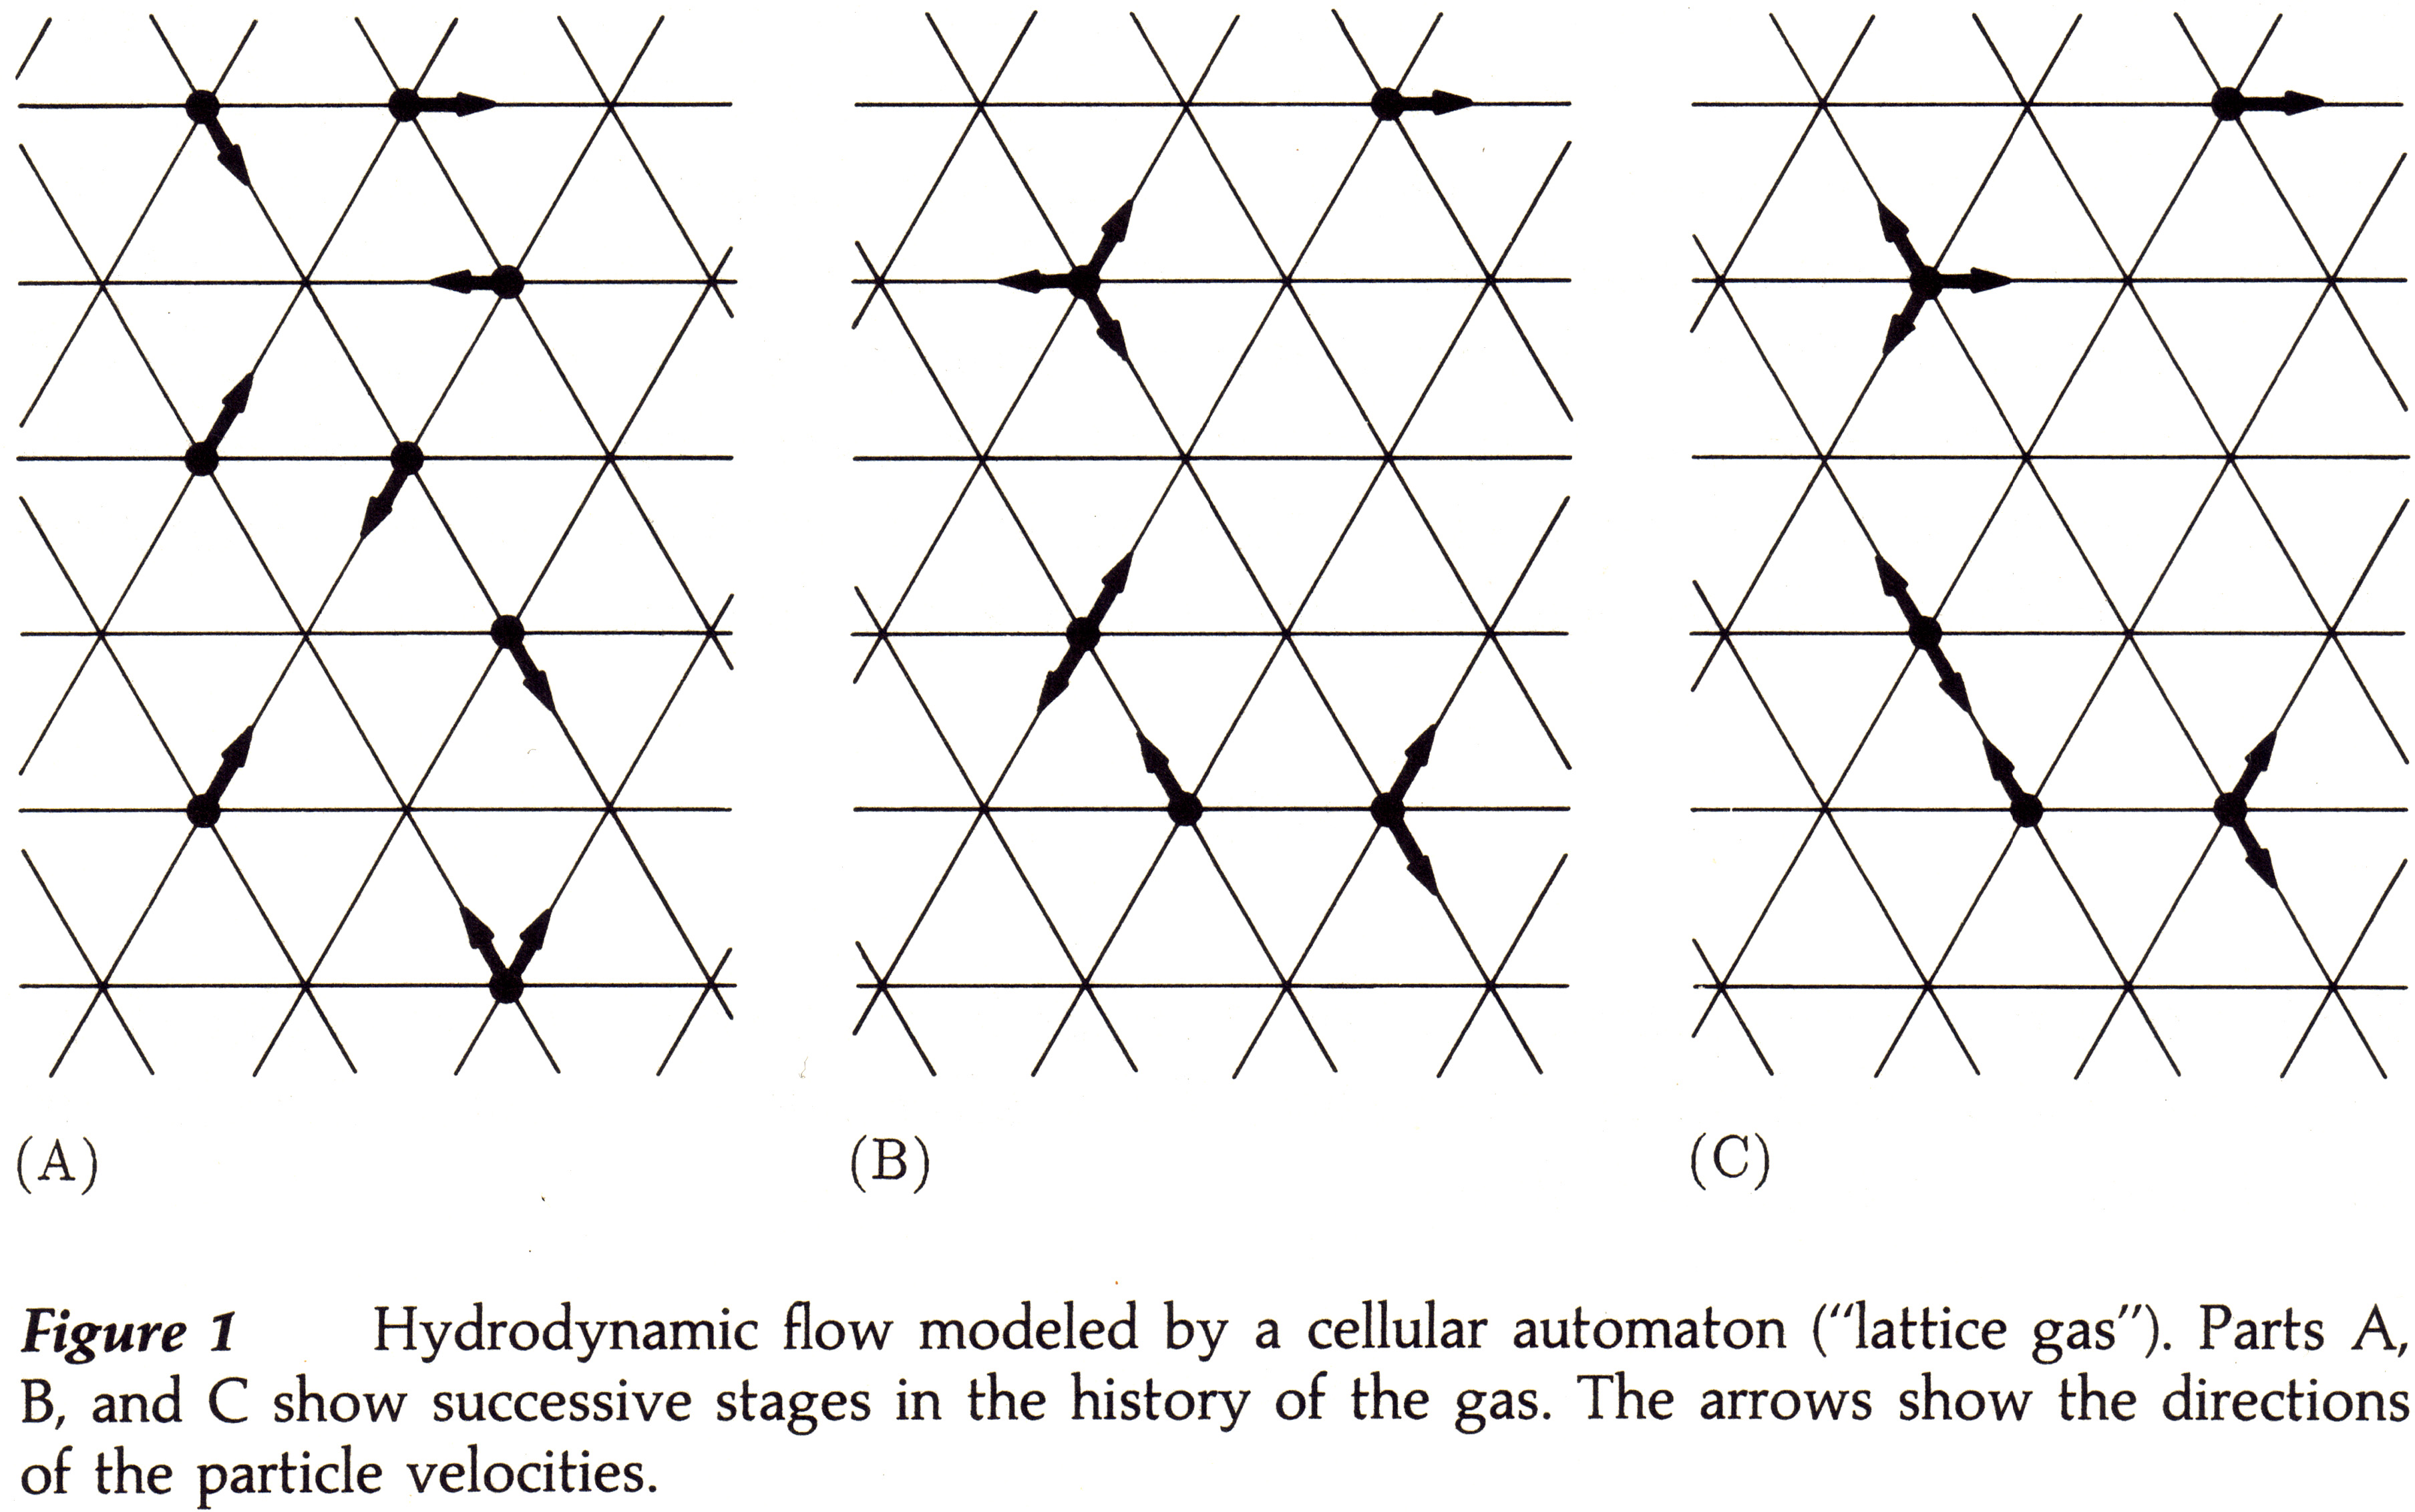 (A) (B) (C)
Figure 1 Hydrodynamic flow modeled by a cellular automaton (“lattice gas”). Parts A,
B, and C show successive stages in the history of the gas. The arrows show the directions
of the particle velocities.